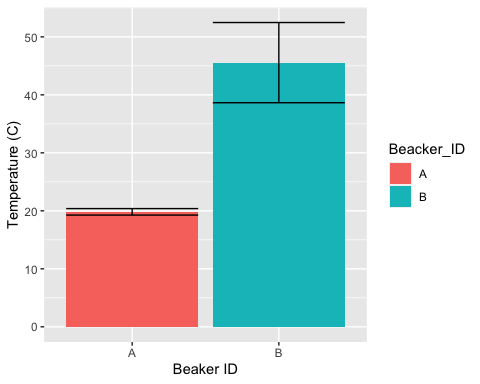 50
40
30
20
10
0
Temperature (C)
A
B
Beaker ID
Beacker_ID
A
B